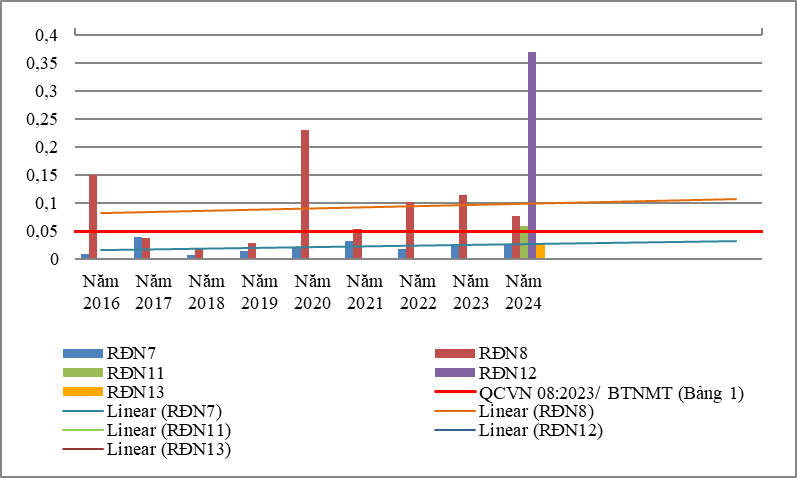 0,4
0,35
0,3
0,25
0,2
0,15
0,1
0,05
0
Năm Năm Năm Năm Năm Năm Năm Năm Năm
2016 2017 2018 2019 2020 2021 2022 2023 2024
RĐN7 RĐN8
RĐN11 RĐN12
RĐN13 QCVN 08:2023/ BTNMT (Bảng 1)
Linear (RĐN7) Linear (RĐN8)
Linear (RĐN11) Linear (RĐN12)
Linear (RĐN13)